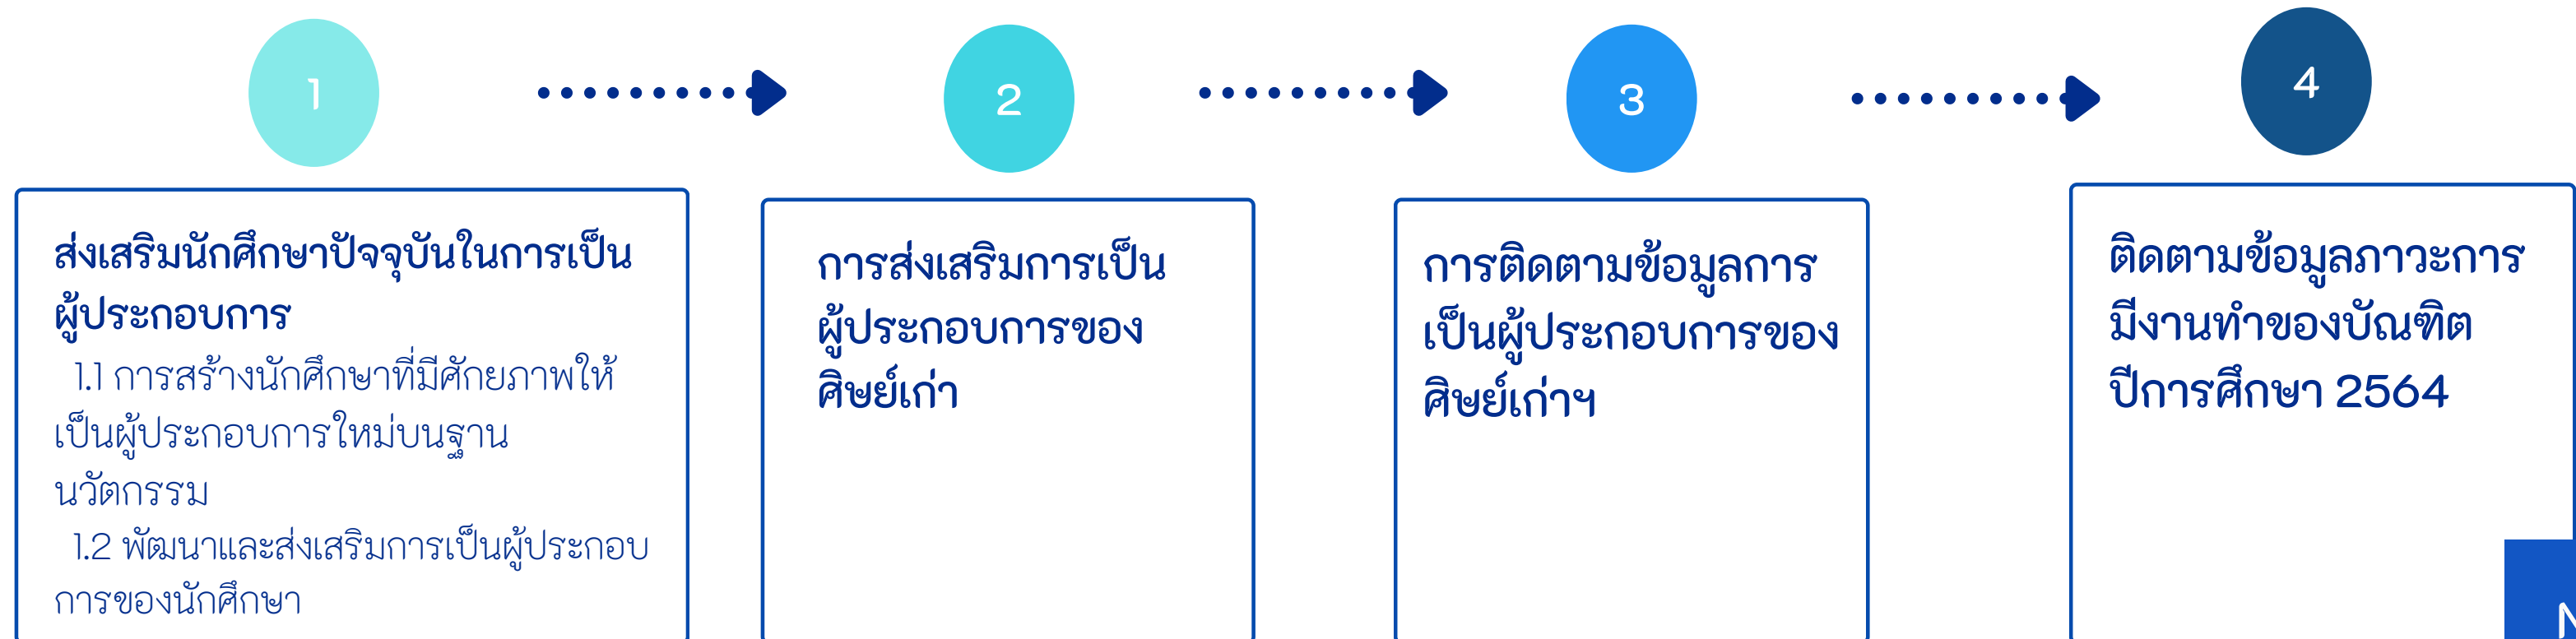 1
2
3
4
ส่งเสริมนักศึกษาปัจจุบันในการเป็น
ผู้ประกอบการ
1.1 การสร้างนักศึกษาที่มีศักยภาพให้
เป็นผู้ประกอบการใหม่บนฐาน
นวัตกรรม
1.2 พัฒนาและส่งเสริมการเป็นผู้ประกอบ
การของนักศึกษา
การส่งเสริมการเป็น
ผู้ประกอบการของ
ศิษย์เก่า
การติดตามข้อมูลการ
เป็นผู้ประกอบการของ
ศิษย์เก่าฯ
ติดตามข้อมูลภาวะการ
มีงานทำของบัณฑิต
ปีการศึกษา 2564